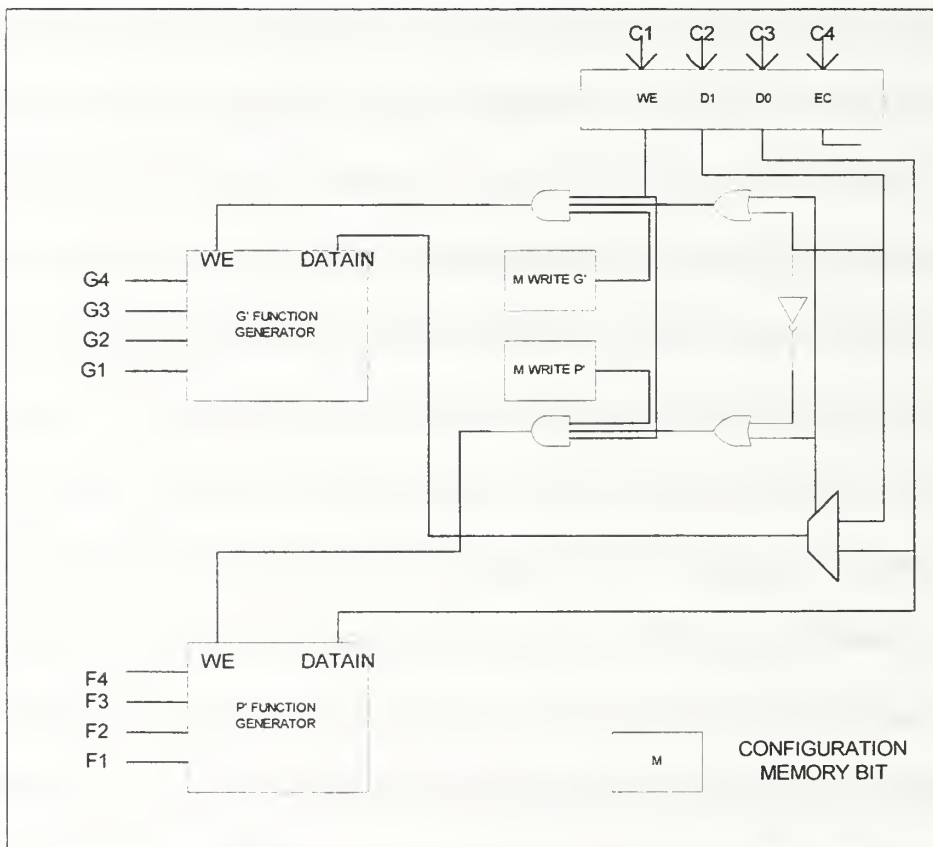 C1 C2 C3 C4
WE D1 D0 EC
WE DATAIN
G4
G3
G2
G1
G' FUNCTION
GENERATOR
M WRITE G'
M WRITE P'
WE DATAIN
F4
F3
F2
F1
P' FUNCTION
GENERATOR
M
CONFIGURATION
MEMORY BIT